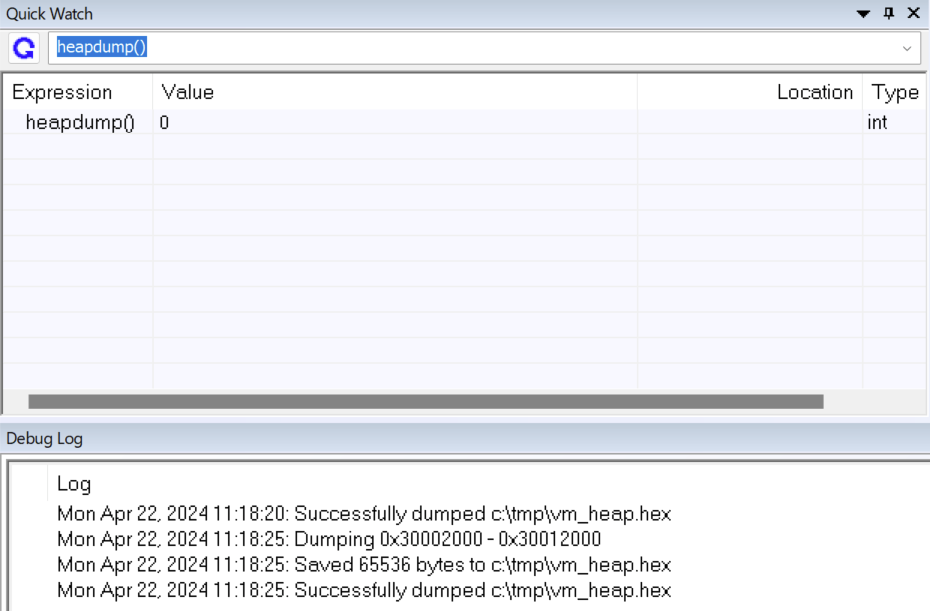 Quick Watch
heapdump()
Expression Value Location Type
heapdump() 0 int
Debug Log
Log
Mon Apr 22, 2024 11:18:20: Successfully dumped c:\tmp\vm_heap.hex
Mon Apr 22, 2024 11:18:25: Dumping 0x30002000 - 0x30012000
Mon Apr 22, 2024 11:18:25: Saved 65536 bytes to c:\tmp\vm_heap.hex
Mon Apr 22, 2024 11:18:25: Successfully dumped c:\tmp\vm_heap.hex